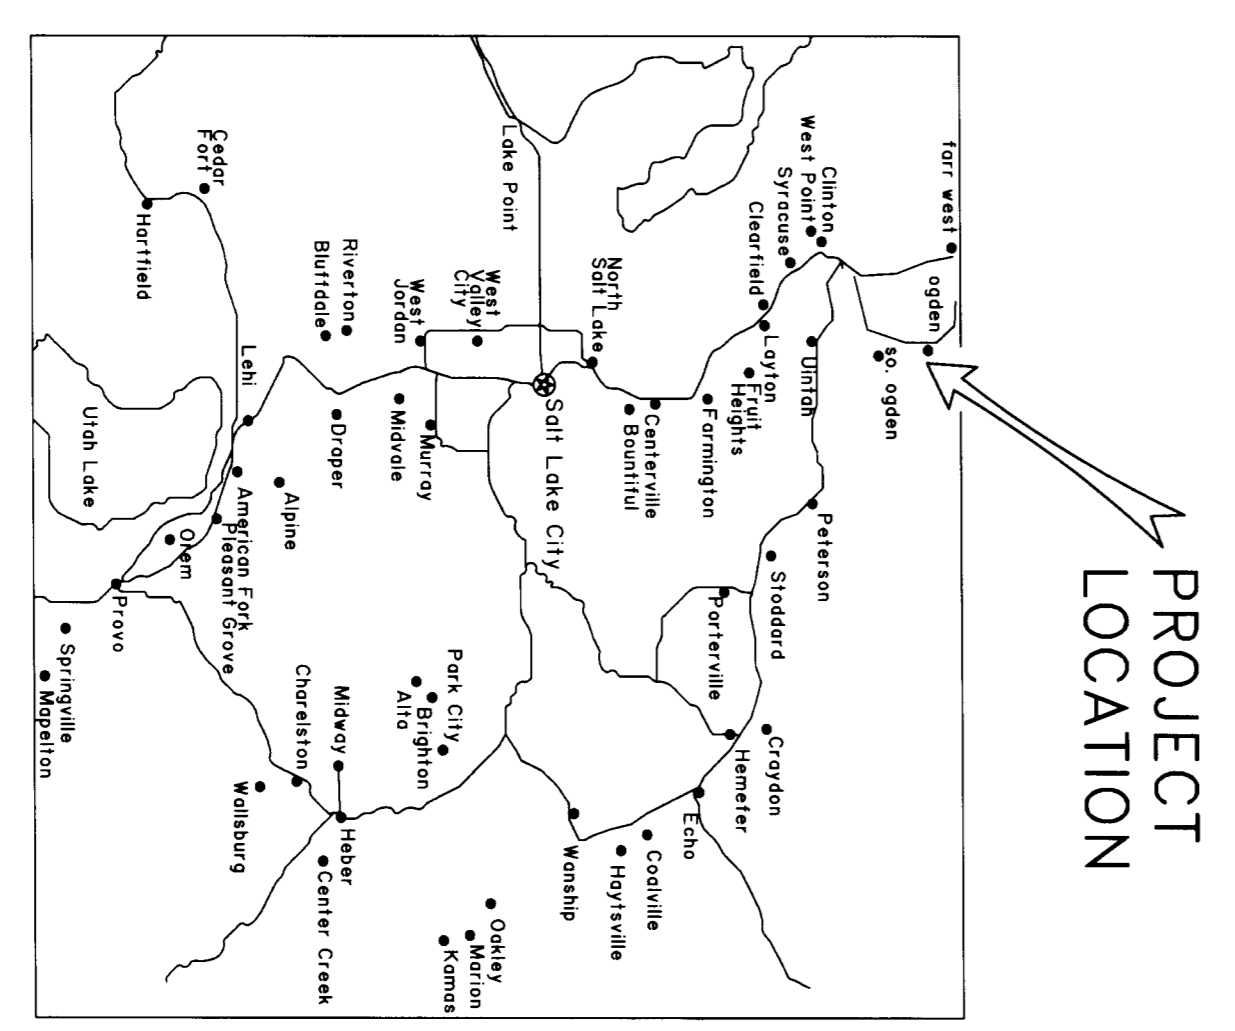 PROJECT
LOCATION
farr west
ogden
so. ogden
Clinton
West Point
Syracuse
Clearfield
Layton
Uintah
Fruit
Heights
Peterson
Farmington
Stoddard
Centerville
Bountiful
Porterville
Craydon
Hemefer
North
Salt Lake
Echo
Lake Point
Salt Lake City
Coalville
Haytsville
Wanship
West
Valley
City
West
Jordan
Murray
Midvale
Oakley
Marion
Kamas
Park City
Brighton
Alta
Riverton
Bluffdale
Draper
Midway
Heber
Center Creek
Charelston
Alpine
Lehi
American Fork
Pleasant Grove
Wallsburg
Cedar
Fort
Orem
Hartfield
Provo
Utah Lake
Springville
Mapelton